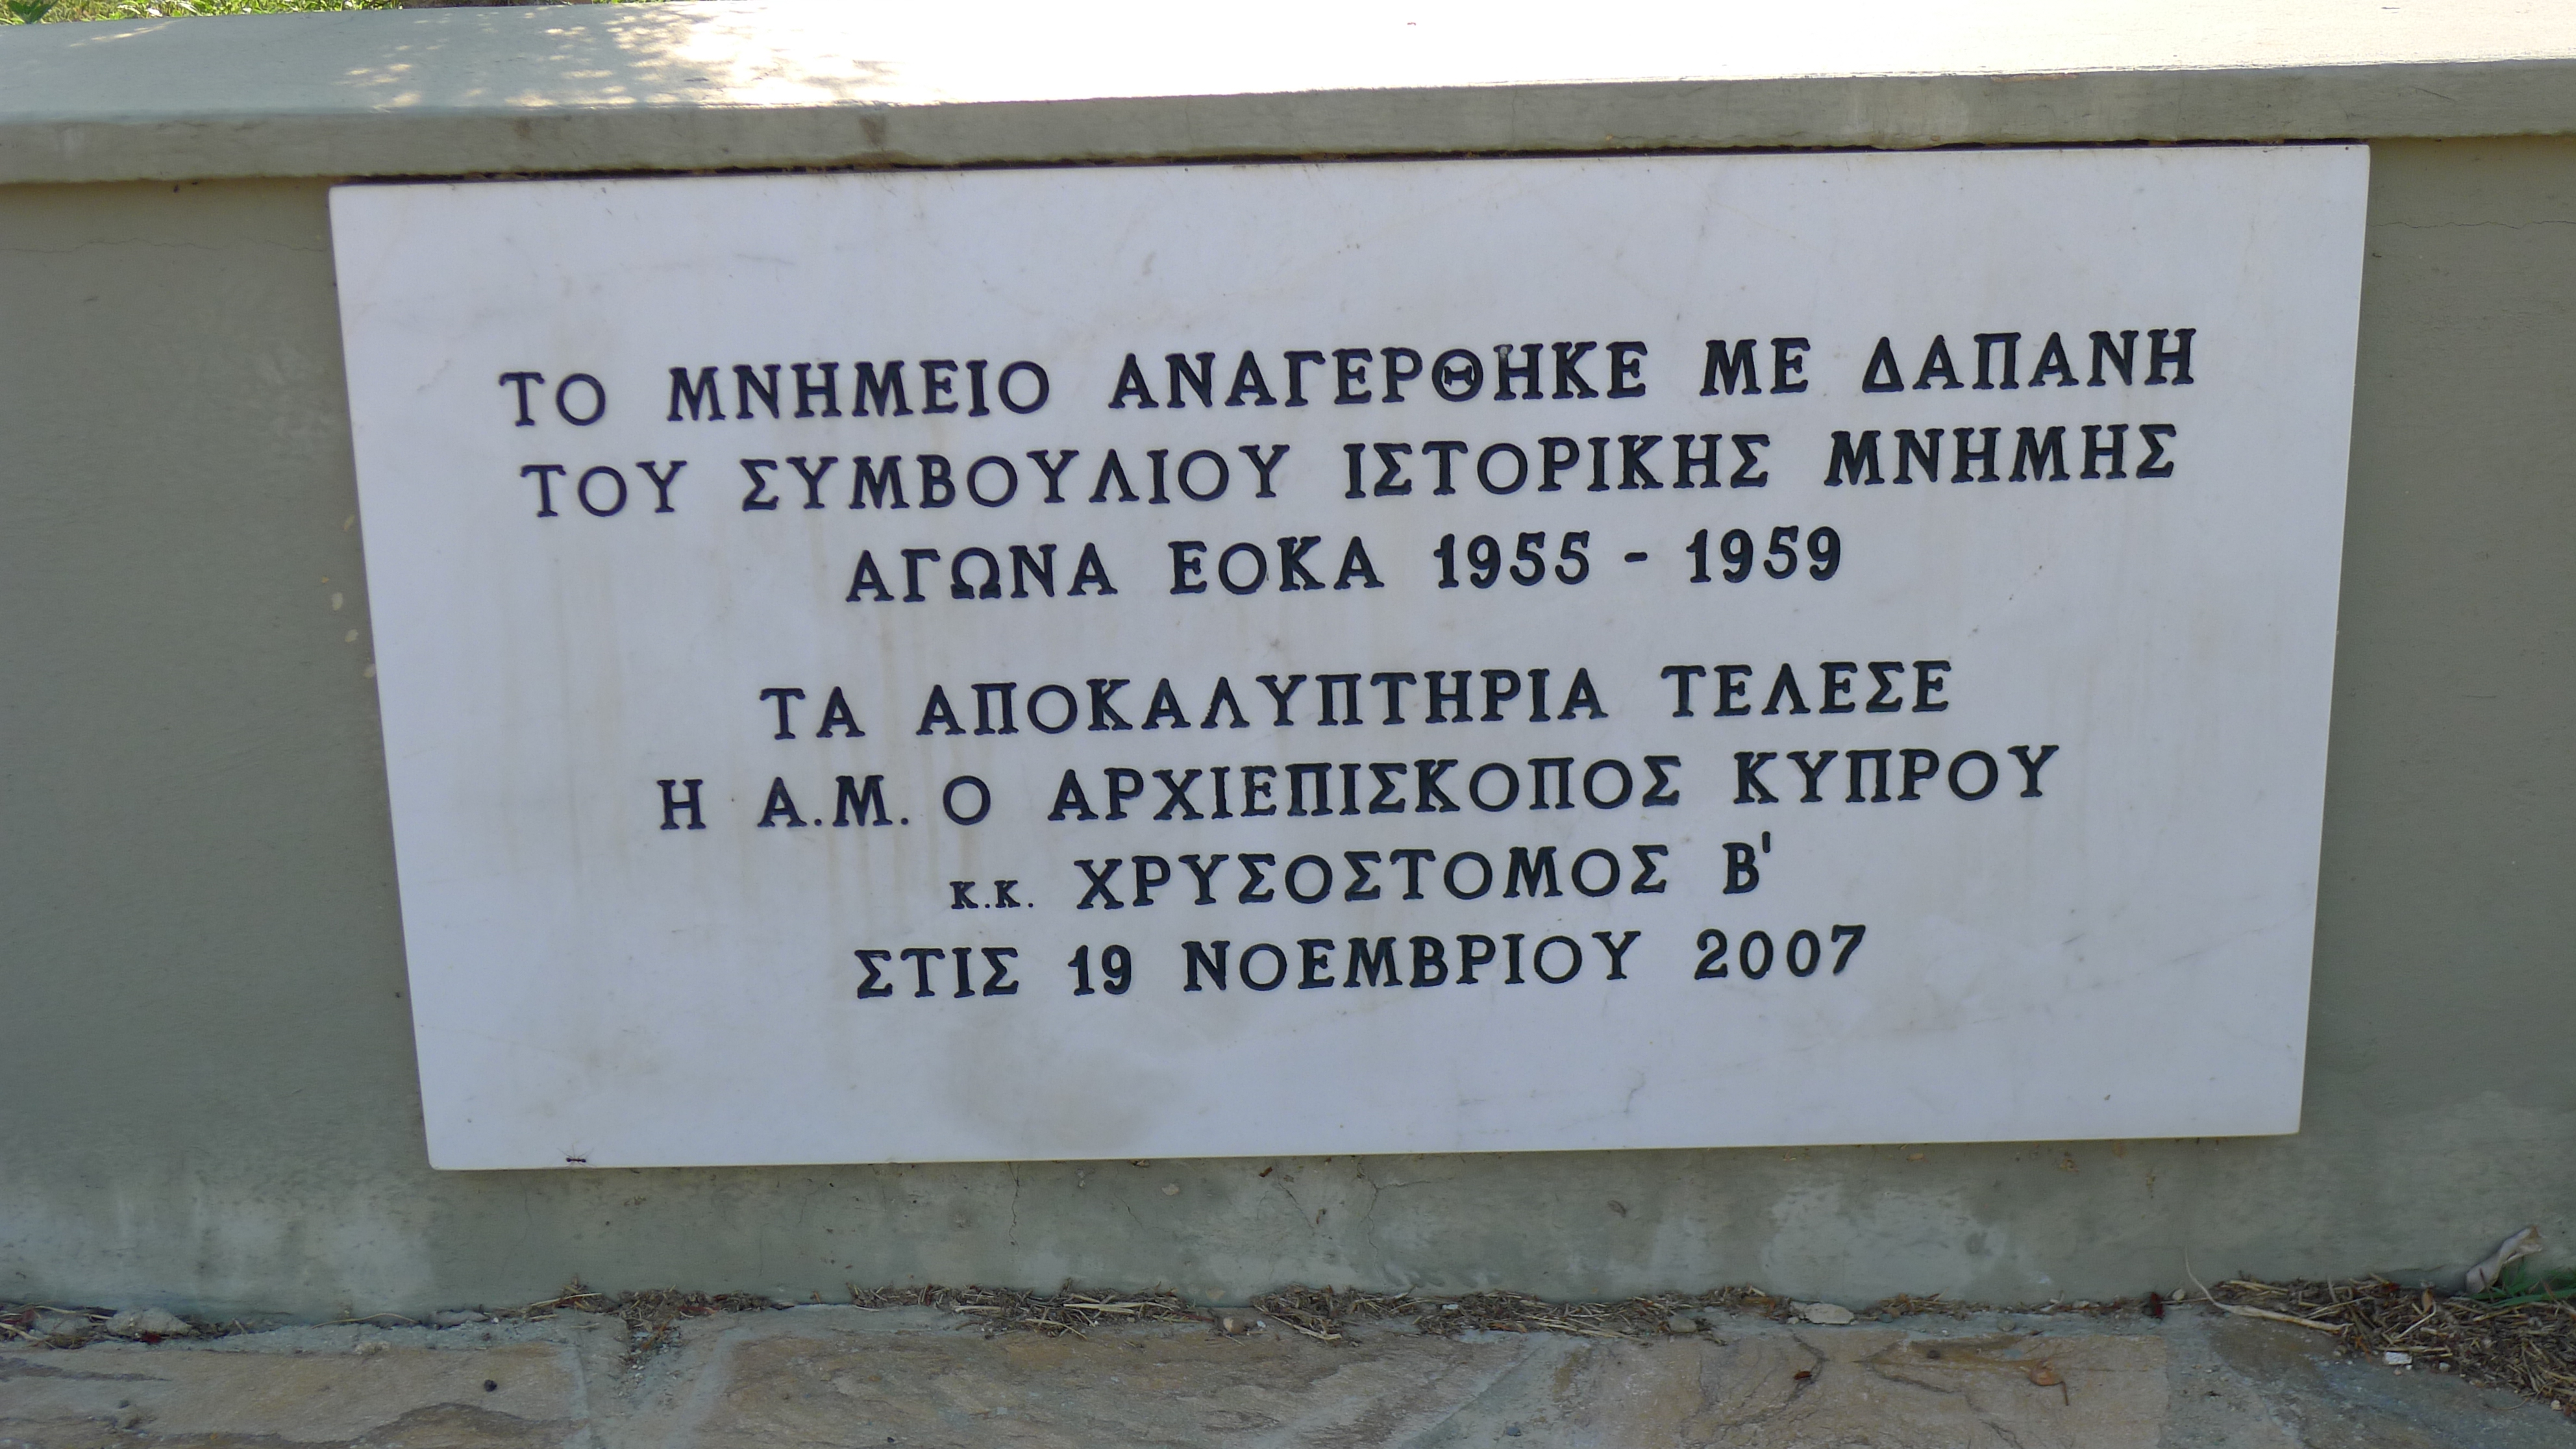 ΤΟ ΜΝΗΜΕΙΟ ΑΝΑΓΕΡΘΗΚΕ ΜΕ ΔΑΠΑΝΗ
ΤΟΥ ΣΥΜΒΟΥΛΙΟΥ ΙΣΤΟΡΙΚΗΣ ΜΝΗΜΗΣ
ΑΓΩΝΑ ΕΟΚΑ 1955 - 1959
ΤΑ ΑΠΟΚΑΛΥΠΤΗΡΙΑ ΤΕΛΕΣΕ
Η Α.Μ. Ο ΑΡΧΙΕΠΙΣΚΟΠΟΣ ΚΥΠΡΟΥ
κ.κ. ΧΡΥΣΟΣΤΟΜΟΣ Β'
ΣΤΙΣ 19 ΝΟΕΜΒΡΙΟΥ 2007